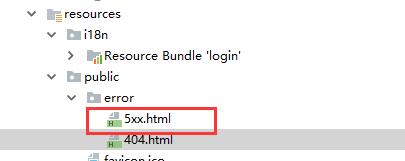 resources
i18n
Resource Bundle 'login'
public
error
5xx.html
404.html
favicon.ico